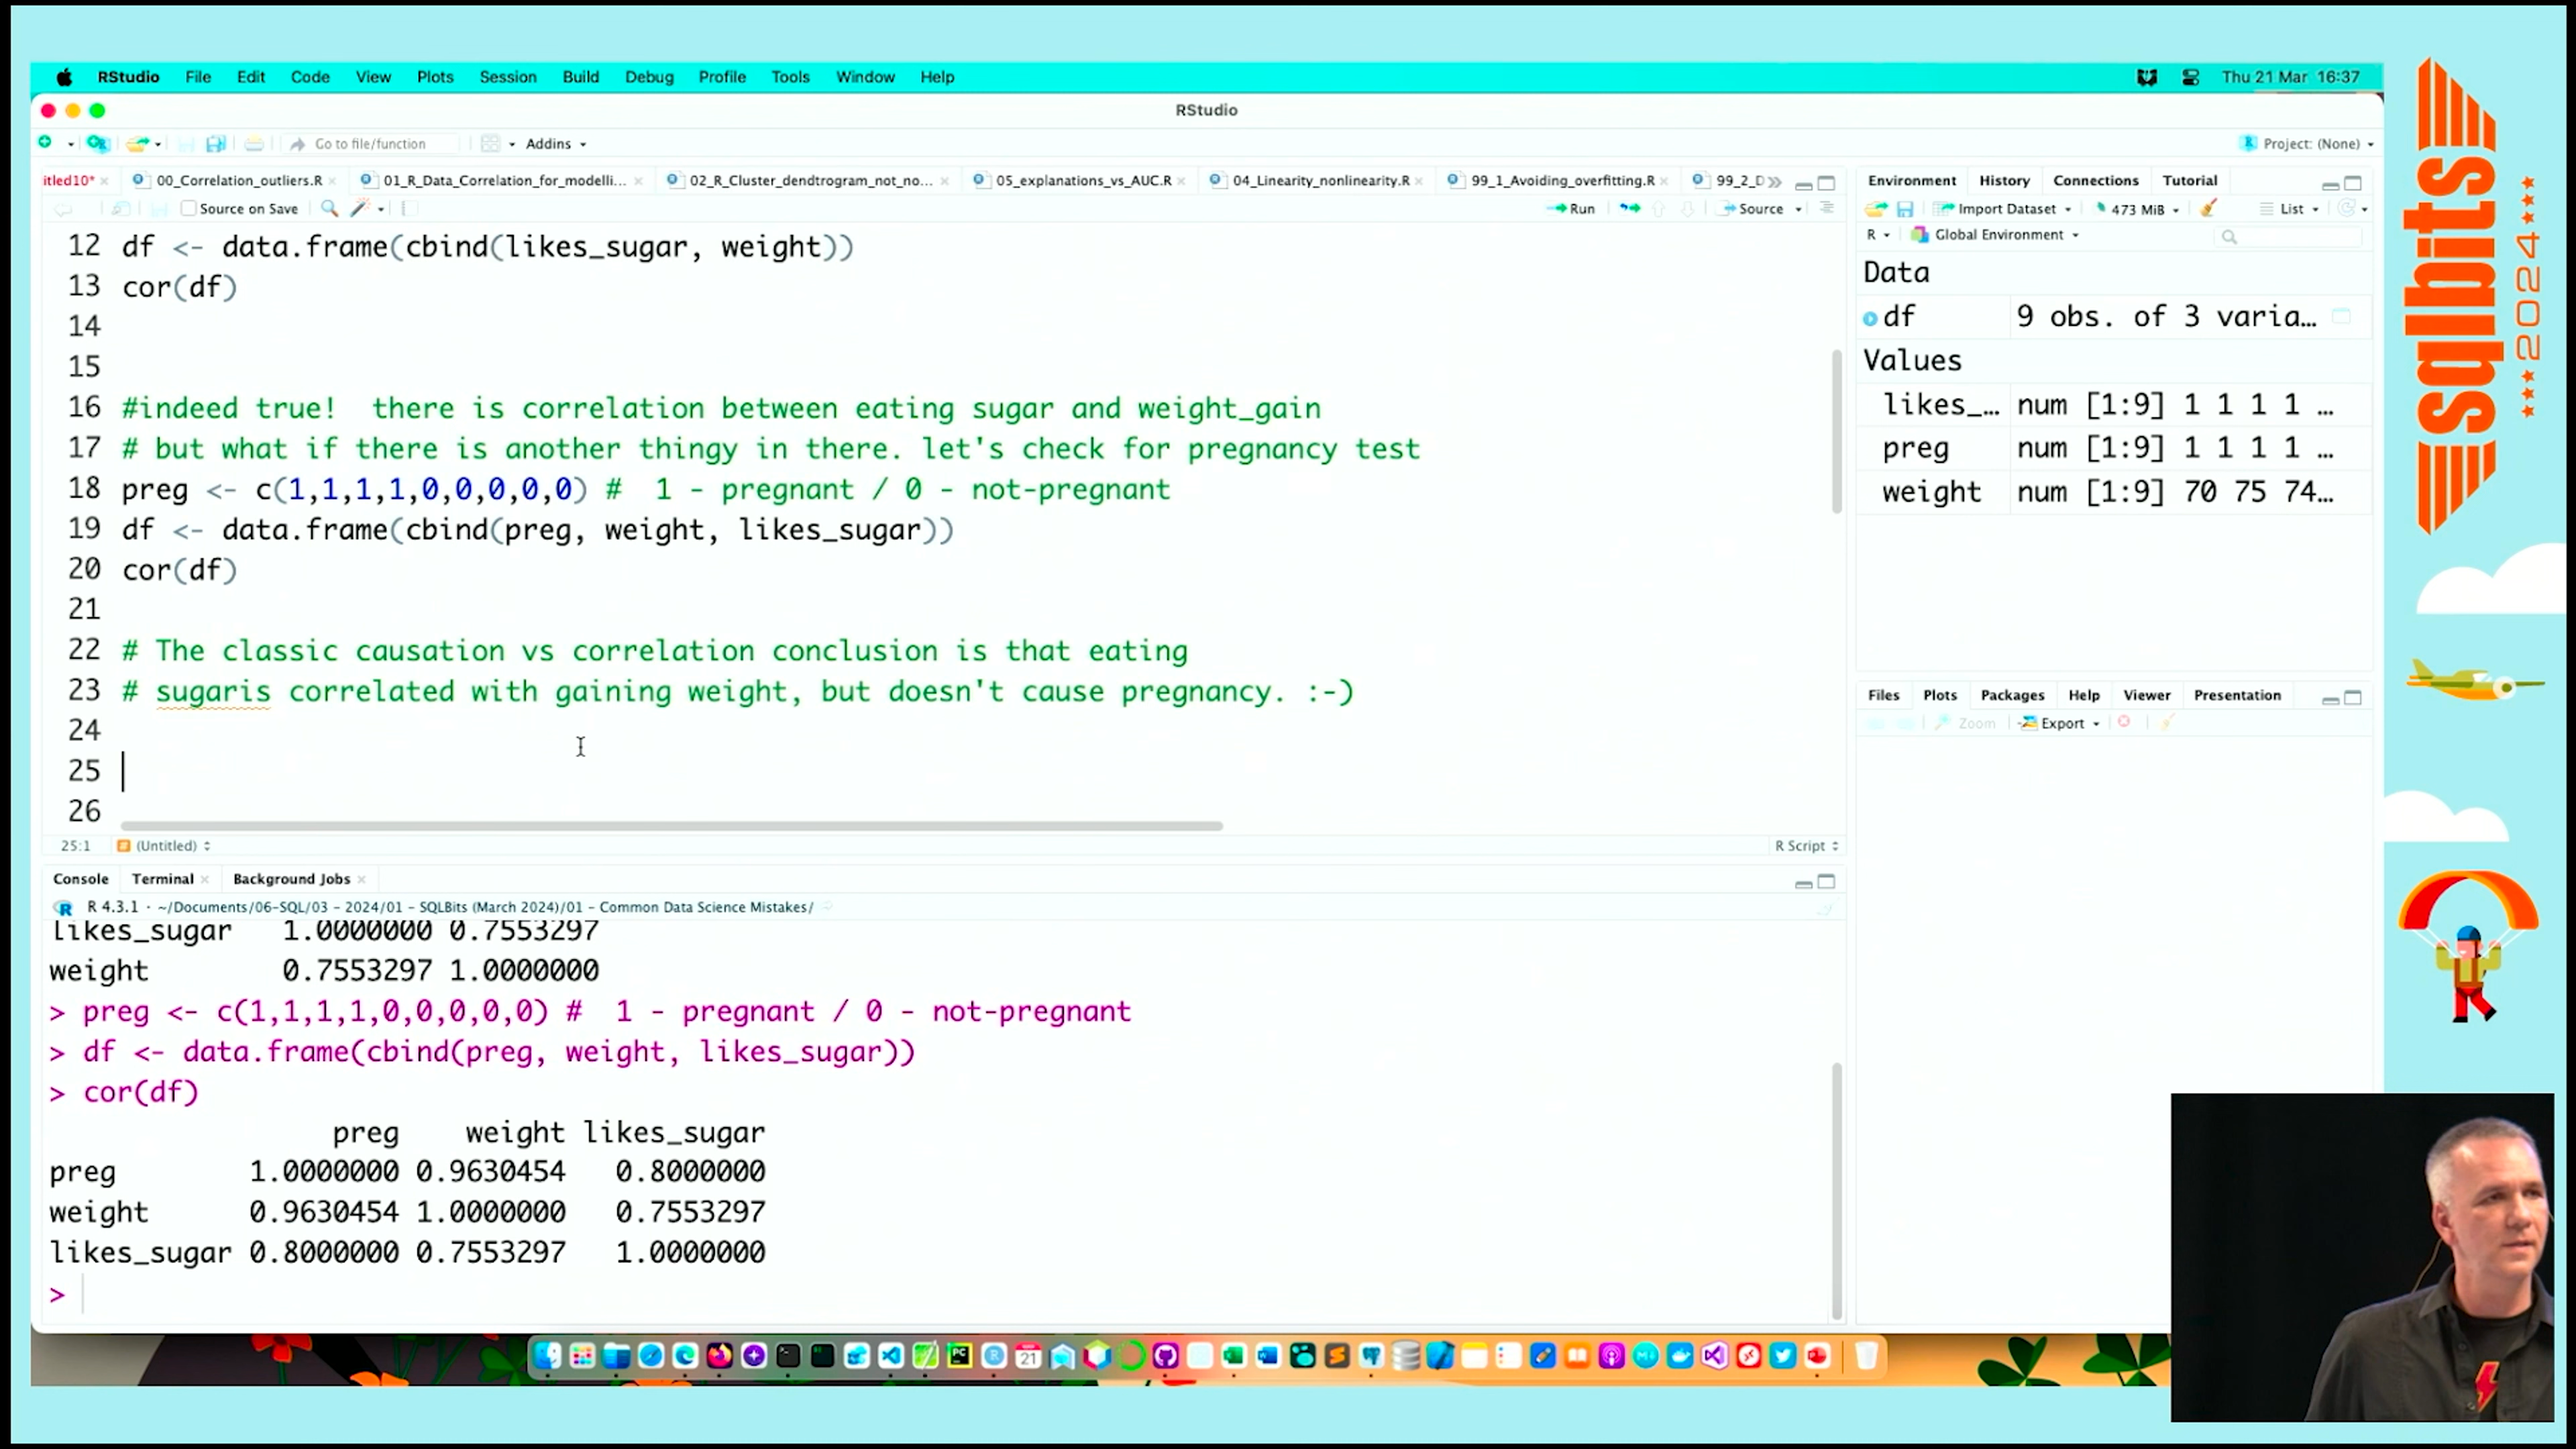 RStudio File Edit Code View Plots Session Build Debug Profile Tools Window Help
Thu 21 Mar 16:37
RStudio
Go to file/function
Addins
Project: (None)
itled10*
00_Correlation_outliers.R
01_R_Data_Correlation_for_modelli...
02_R_Cluster_dendtrogram_not_no...
05_explanations_vs_AUC.R
04_Linearity_nonlinearity.R
99_1_Avoiding_overfitting.R
99_2_D
Source on Save
Run
Source
12 df <- data.frame(cbind(likes_sugar, weight))
13 cor(df)
14
15
16 #indeed true!  there is correlation between eating sugar and weight_gain
17 # but what if there is another thingy in there. let's check for pregnancy test
18 preg <- c(1,1,1,1,0,0,0,0,0) #  1 - pregnant / 0 - not-pregnant
19 df <- data.frame(cbind(preg, weight, likes_sugar))
20 cor(df)
21
22 # The classic causation vs correlation conclusion is that eating
23 # sugaris correlated with gaining weight, but doesn't cause pregnancy. :-)
24
25
26
25:1 (Untitled)
R Script
Console Terminal Background Jobs
R 4.3.1 · ~/Documents/06-SQL/03 - 2024/01 - SQLBits (March 2024)/01 - Common Data Science Mistakes/
likes_sugar 1.0000000 0.7553297
weight 0.7553297 1.0000000
> preg <- c(1,1,1,1,0,0,0,0,0) #  1 - pregnant / 0 - not-pregnant
> df <- data.frame(cbind(preg, weight, likes_sugar))
> cor(df)
preg weight likes_sugar
preg 1.0000000 0.9630454 0.8000000
weight 0.9630454 1.0000000 0.7553297
likes_sugar 0.8000000 0.7553297 1.0000000
>
Environment History Connections Tutorial
Import Dataset
473 MiB
List
R
Global Environment
Data
df 9 obs. of 3 varia...
Values
likes_... num [1:9] 1 1 1 1 ...
preg num [1:9] 1 1 1 1 ...
weight num [1:9] 70 75 74...
Files Plots Packages Help Viewer Presentation
Zoom
Export
21
PC
sqlbits
2024